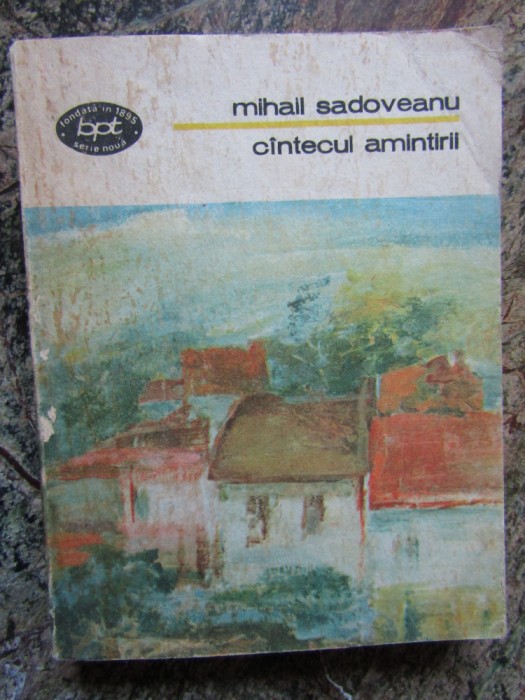 fondată în 1895
bpt
serie nouă
mihail sadoveanu
cîntecul amintirii